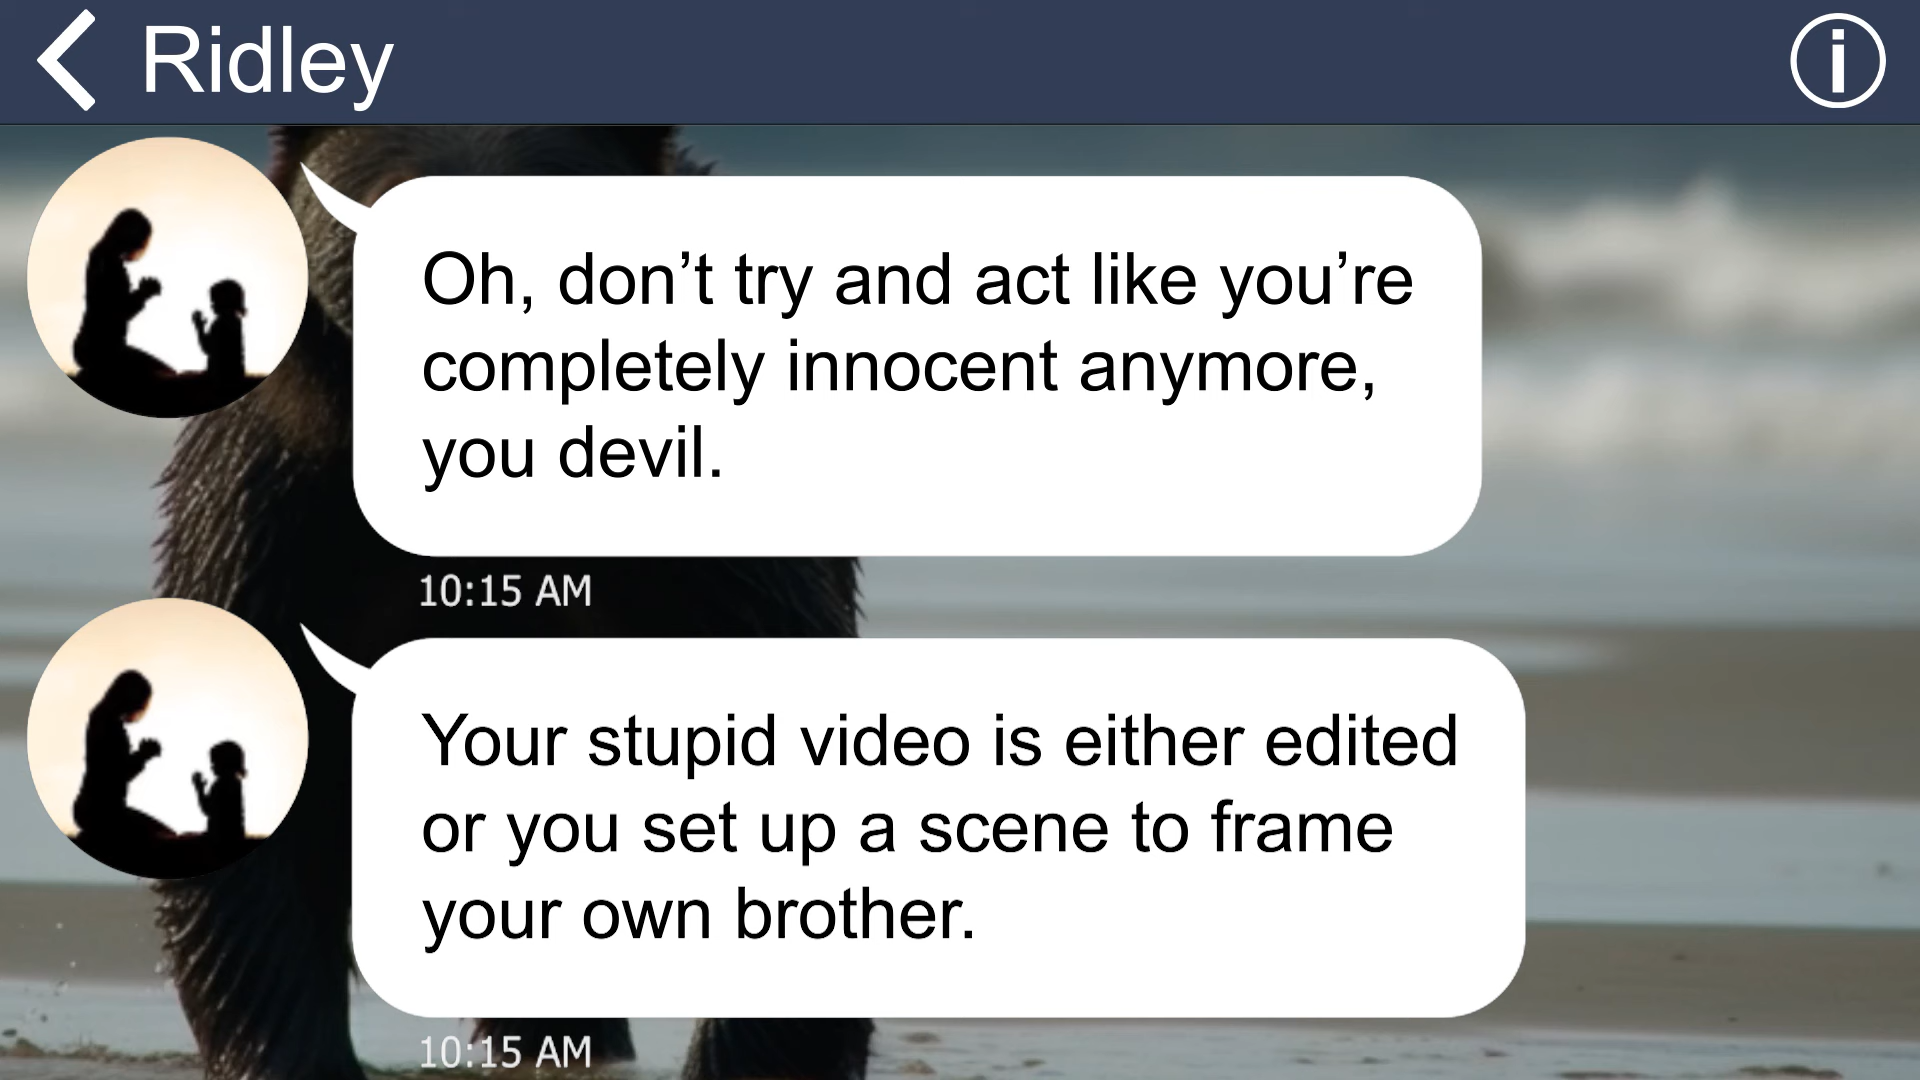 Ridley
Oh, don’t try and act like you’re
completely innocent anymore,
you devil.
10:15 AM
Your stupid video is either edited
or you set up a scene to frame
your own brother.
10:15 AM